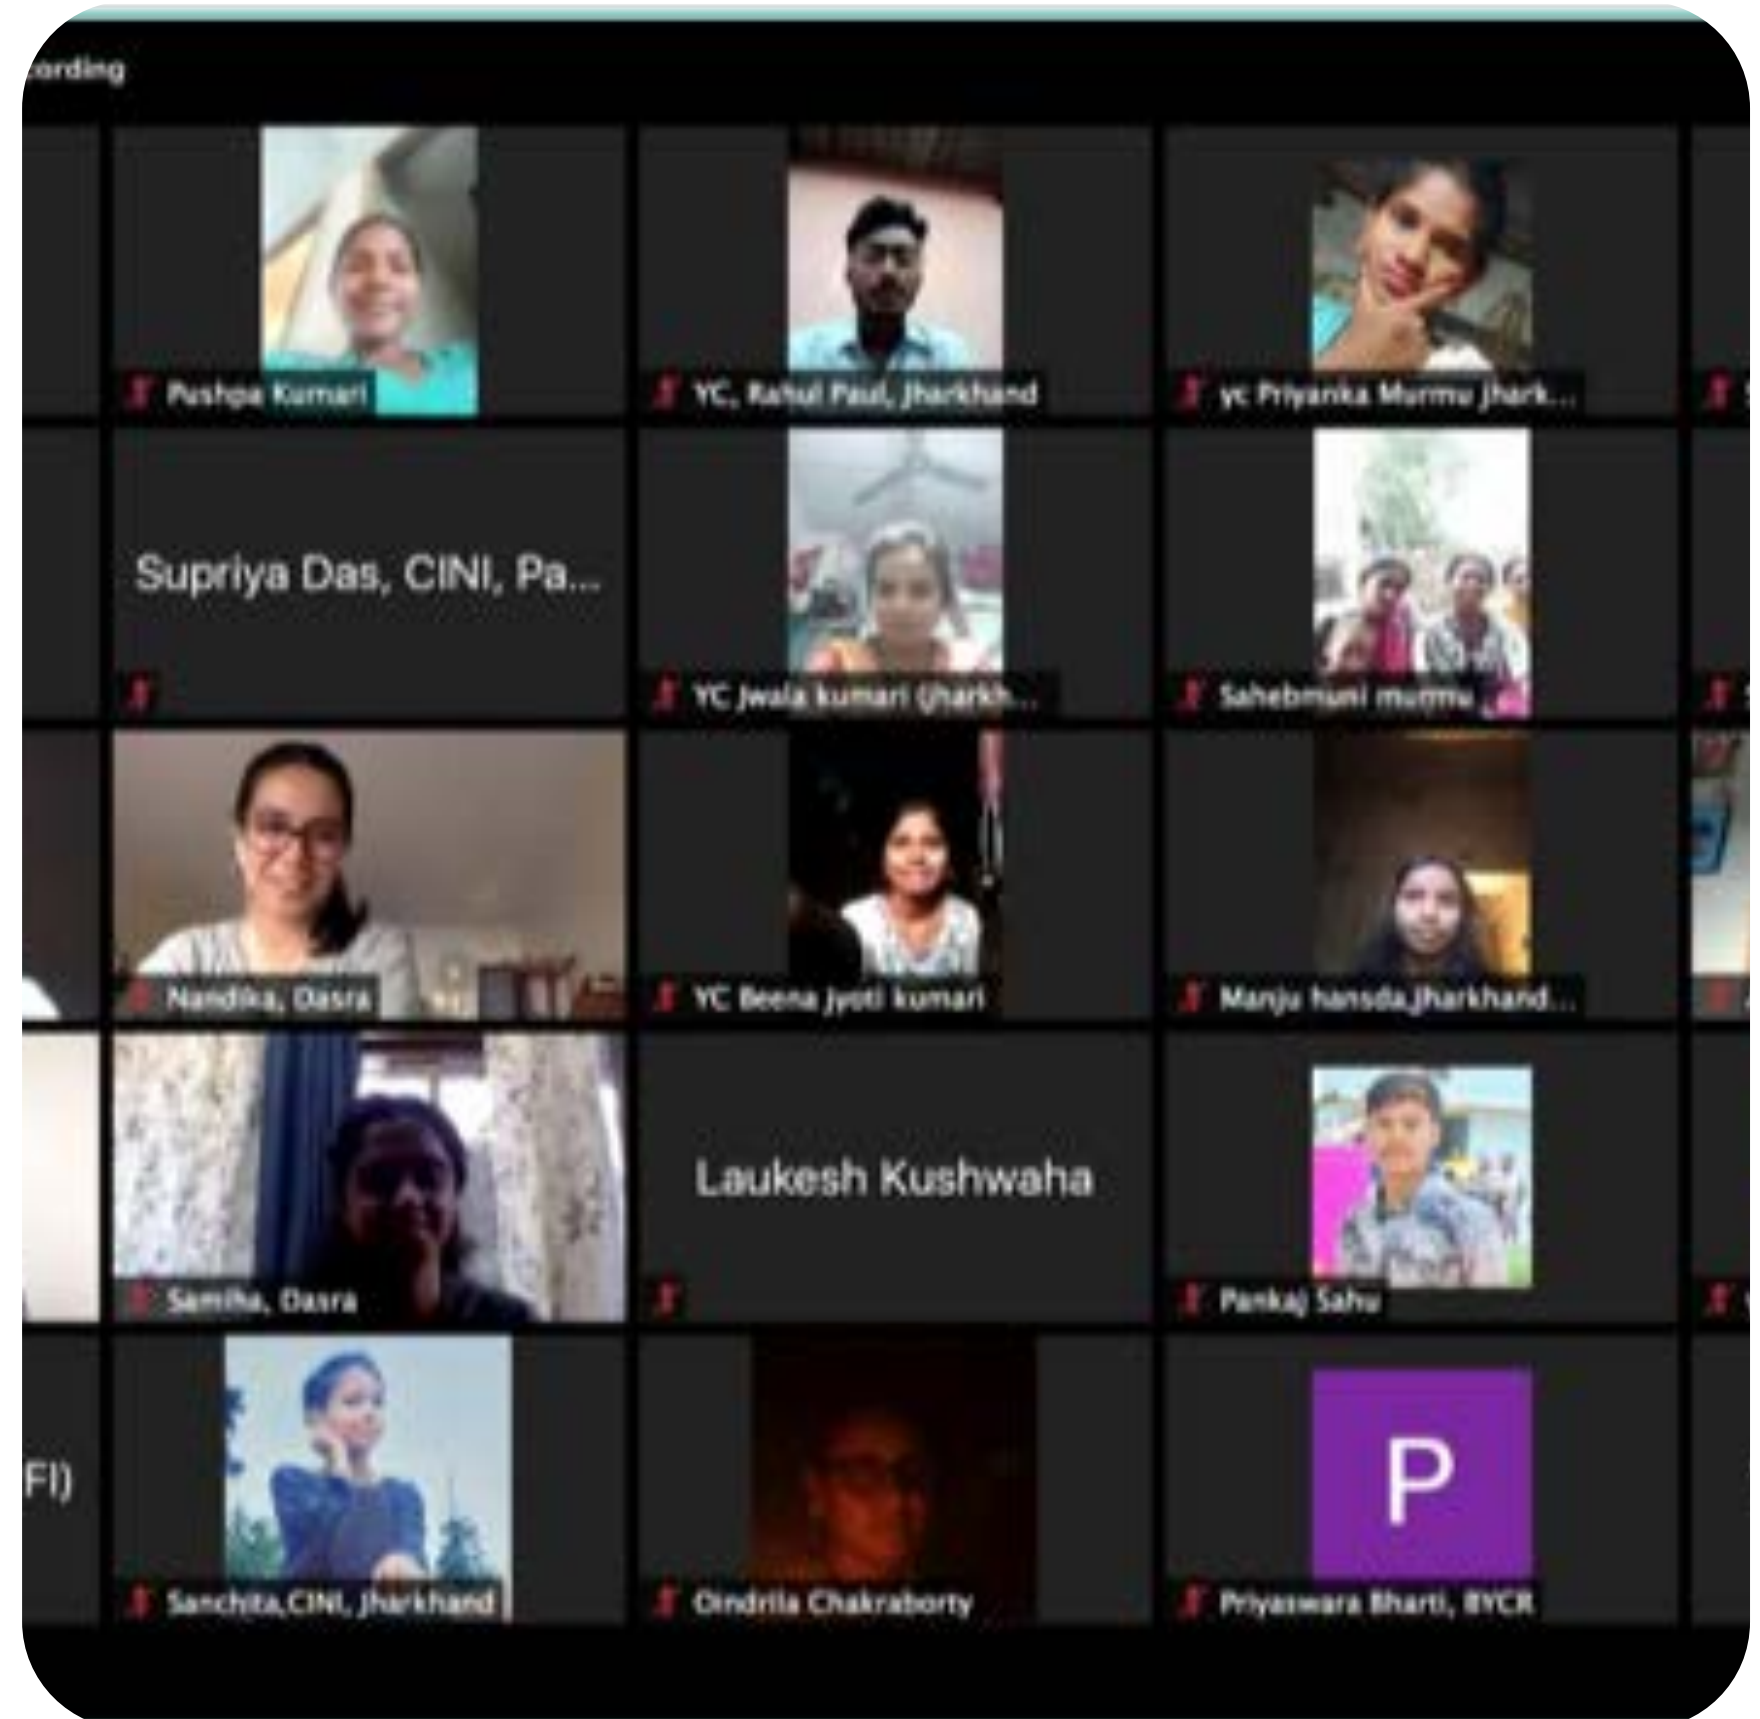 cording
Pushpa Kumari
YC, Rahul Paul, Jharkhand
yc Priyanka Murmu Jhark...
Supriya Das, CINI, Pa...
YC Jwala kumari (Jharkh...
Sahebmuni murmu
Nandika, Dasra
YC Beena Jyoti kumari
Manju hansda,Jharkhand...
Samiha, Dasra
Laukesh Kushwaha
Pankaj Sahu
FI)
Sanchita,CINI, Jharkhand
Oindrila Chakraborty
P
Priyaswara Bharti, BYCR